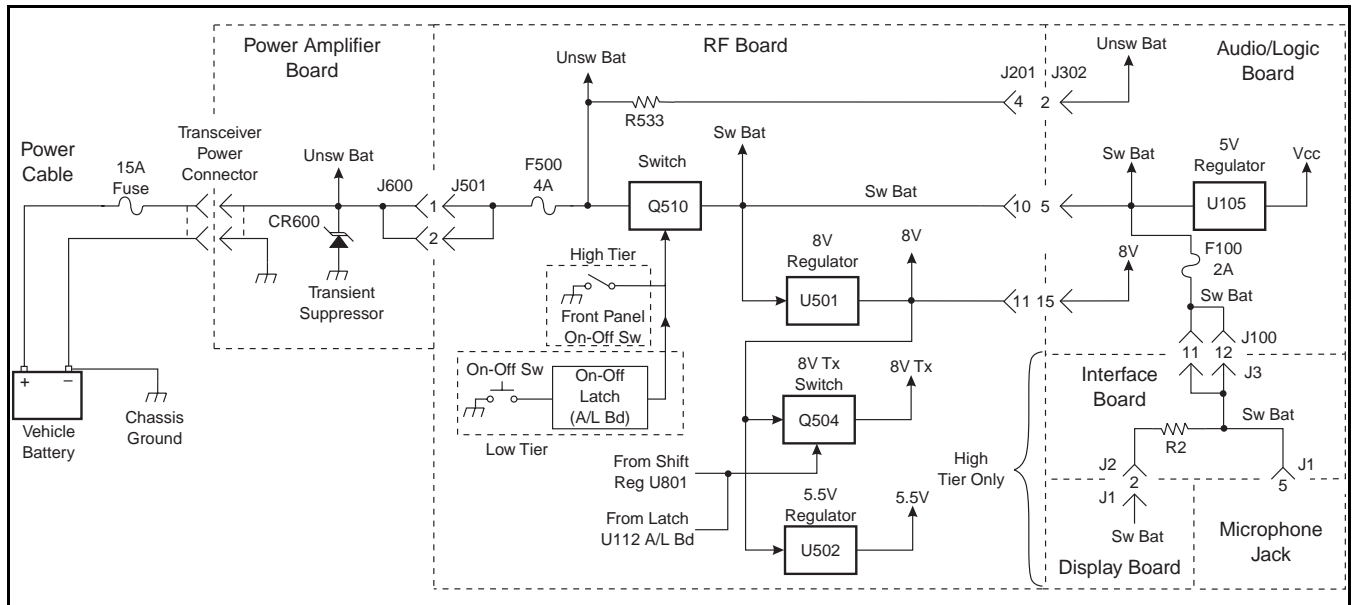 Power Amplifier
Board
RF Board
Audio/Logic
Board
Power
Cable
15A
Fuse
Transceiver
Power
Connector
Unsw Bat
CR600
Transient
Suppressor
J600
J501
1
2
+
−
Vehicle
Battery
Chassis
Ground
F500
4A
Unsw Bat
R533
Switch
Q510
Sw Bat
Sw Bat
J201
J302
4
2
Unsw Bat
10
5
11
15
High Tier
Front Panel
On-Off Sw
On-Off Sw
On-Off
Latch
(A/L Bd)
Low Tier
8V
Regulator
U501
8V
8V Tx
Switch
Q504
8V Tx
From Shift
Reg U801
From Latch
U112 A/L Bd
5.5V
Regulator
U502
5.5V
High
Tier Only
Sw Bat
5V
Regulator
U105
Vcc
8V
F100
2A
Sw Bat
J100
11
12
J3
Interface
Board
Sw Bat
R2
J2
2
J1
J1
5
Sw Bat
Display Board
Microphone
Jack